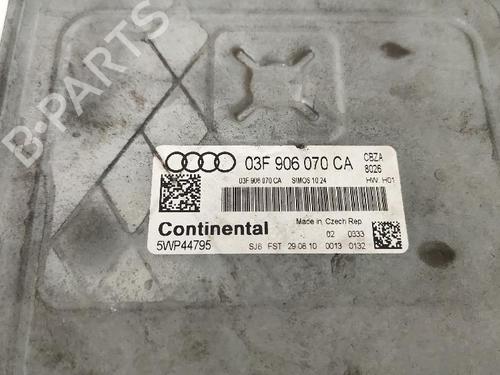 B-PARTS
03F 906 070 CA
CBZA
8026
03F 906 070 CA SIMOS 10.24 HW: H01
Continental
Made in Czech Rep.
02 0333
5WP44795
SJ6 FST 29.06.10 0013 0132